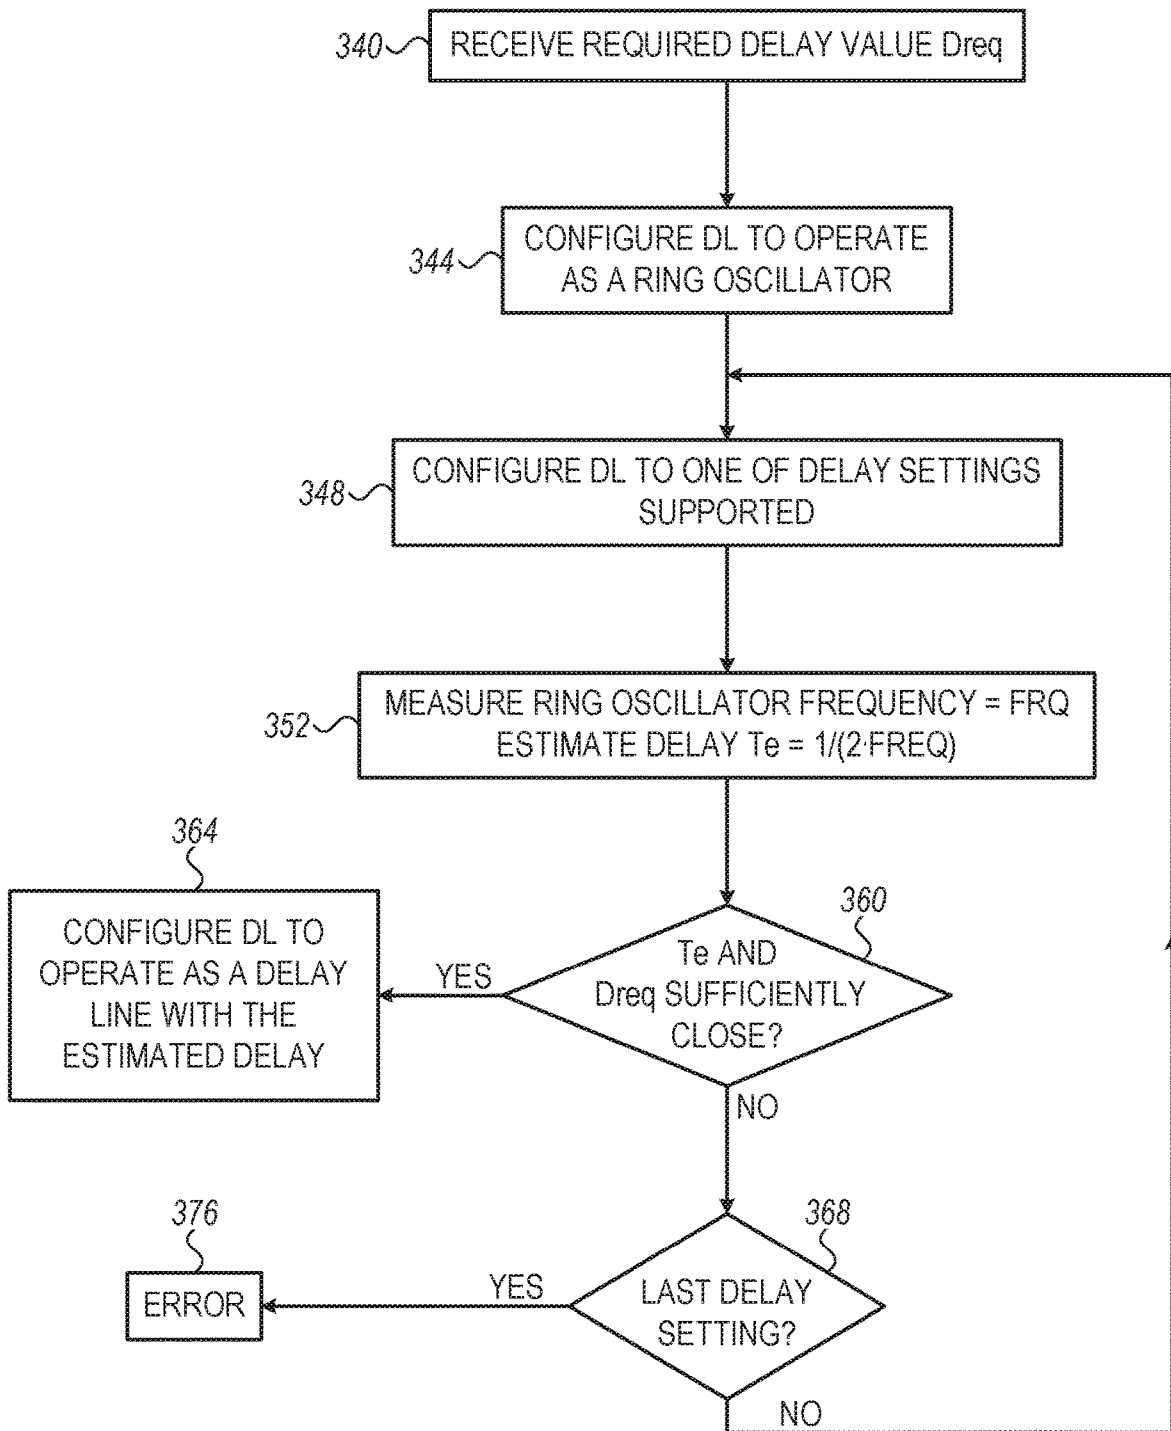 340
RECEIVE REQUIRED DELAY VALUE Dreq
344
CONFIGURE DL TO OPERATE
AS A RING OSCILLATOR
348
CONFIGURE DL TO ONE OF DELAY SETTINGS
SUPPORTED
352
MEASURE RING OSCILLATOR FREQUENCY = FRQ
ESTIMATE DELAY Te = 1/(2·FREQ)
364
CONFIGURE DL TO
OPERATE AS A DELAY
LINE WITH THE
ESTIMATED DELAY
YES
360
Te AND
Dreq SUFFICIENTLY
CLOSE?
NO
376
ERROR
YES
368
LAST DELAY
SETTING?
NO